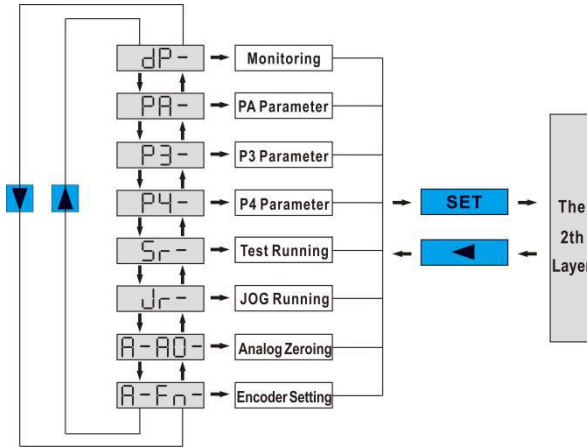 dP- Monitoring
PA- PA Parameter
P3- P3 Parameter
P4- P4 Parameter
SET
Sr- Test Running
Jr- JOG Running
A-A0- Analog Zeroing
A-Fn- Encoder Setting
The
2th
Layer